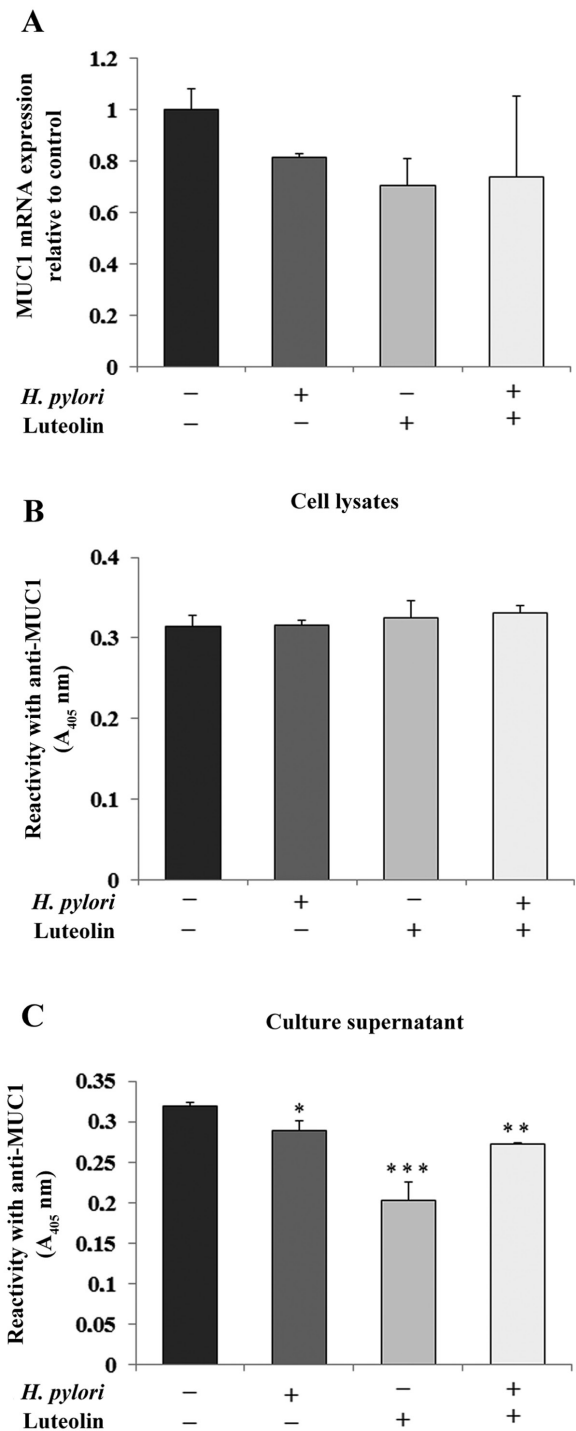 A
MUC1 mRNA expression
relative to control
1.2
1
0.8
0.6
0.4
0.2
0
H. pylori − + − +
Luteolin − − + +
B
Cell lysates
Reactivity with anti-MUC1
(A405 nm)
0.4
0.3
0.2
0.1
0
H. pylori − + − +
Luteolin − − + +
C
Culture supernatant
Reactivity with anti-MUC1
(A405 nm)
0.35
0.3
0.25
0.2
0.15
0.1
0.05
0
*
***
**
H. pylori − + − +
Luteolin − − + +